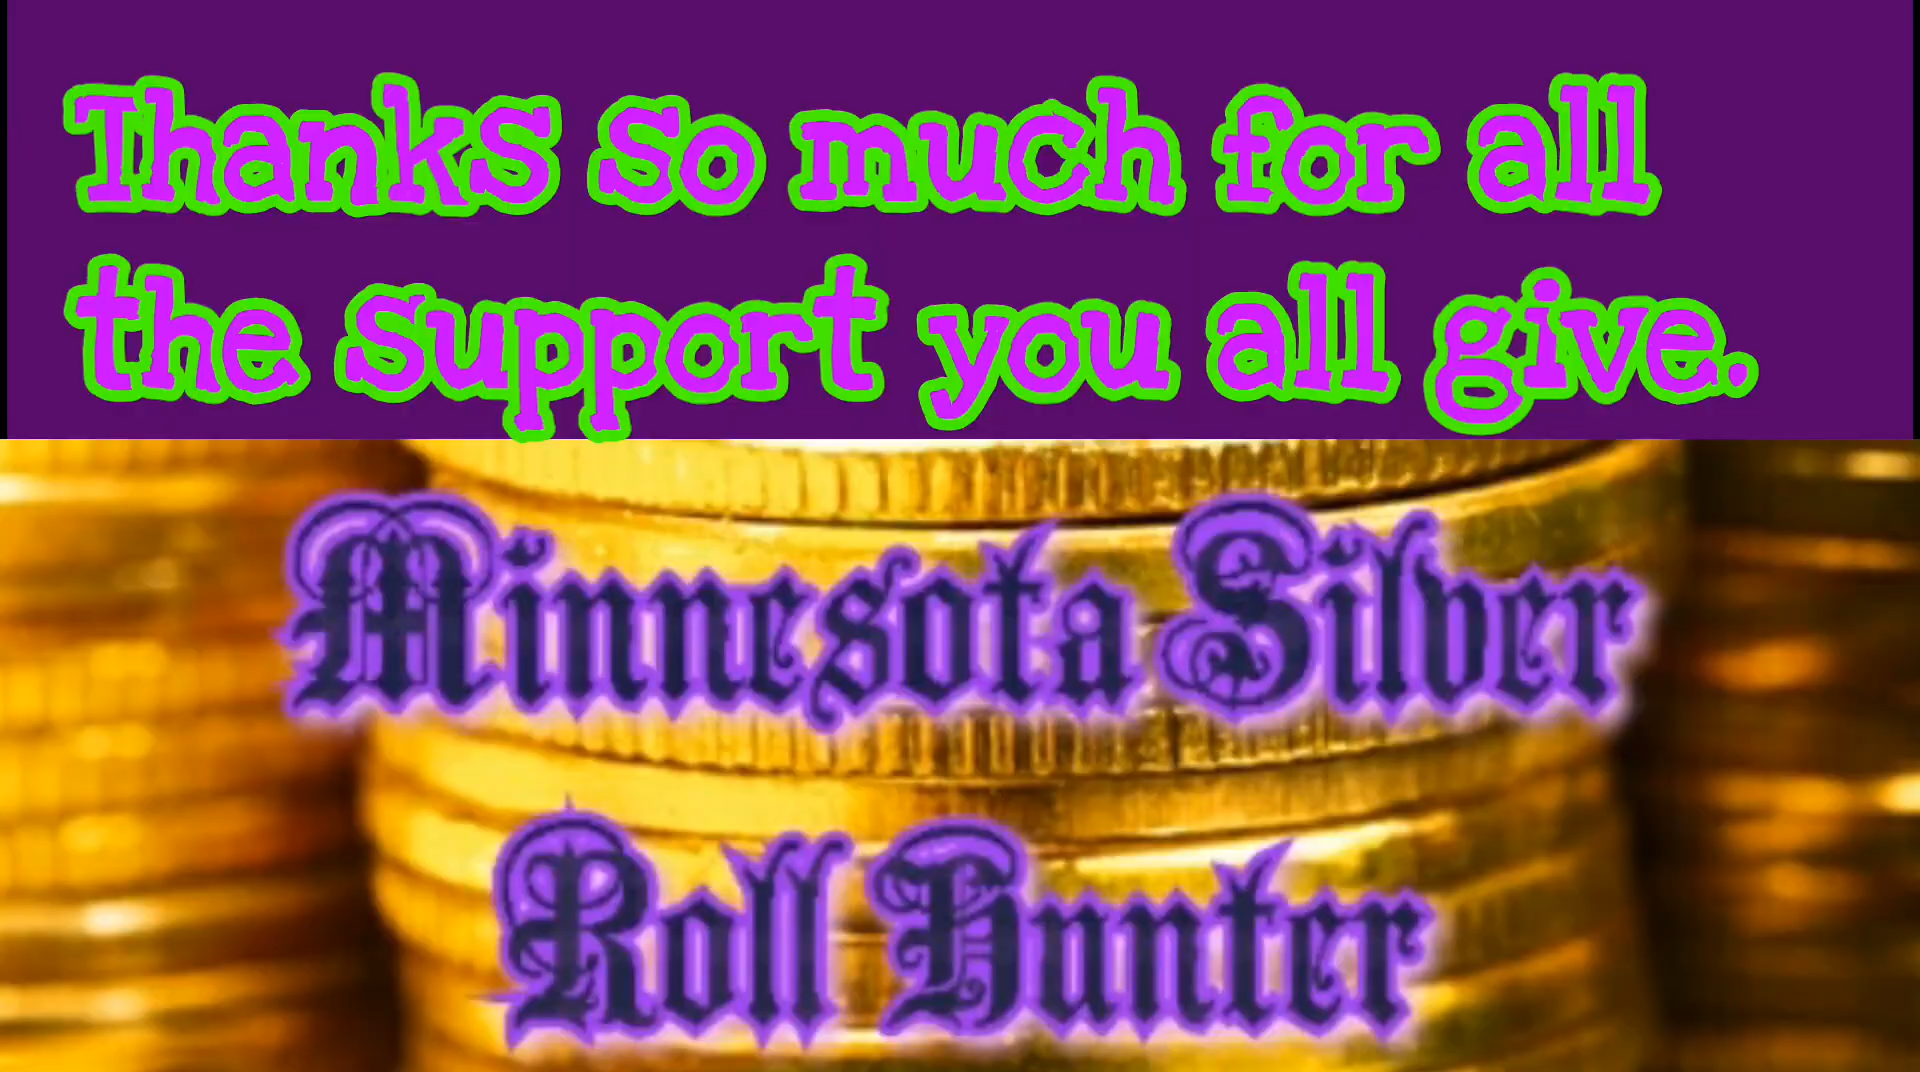 Thanks so much for all
the support you all give.
Minnesota Silver
Roll Hunter